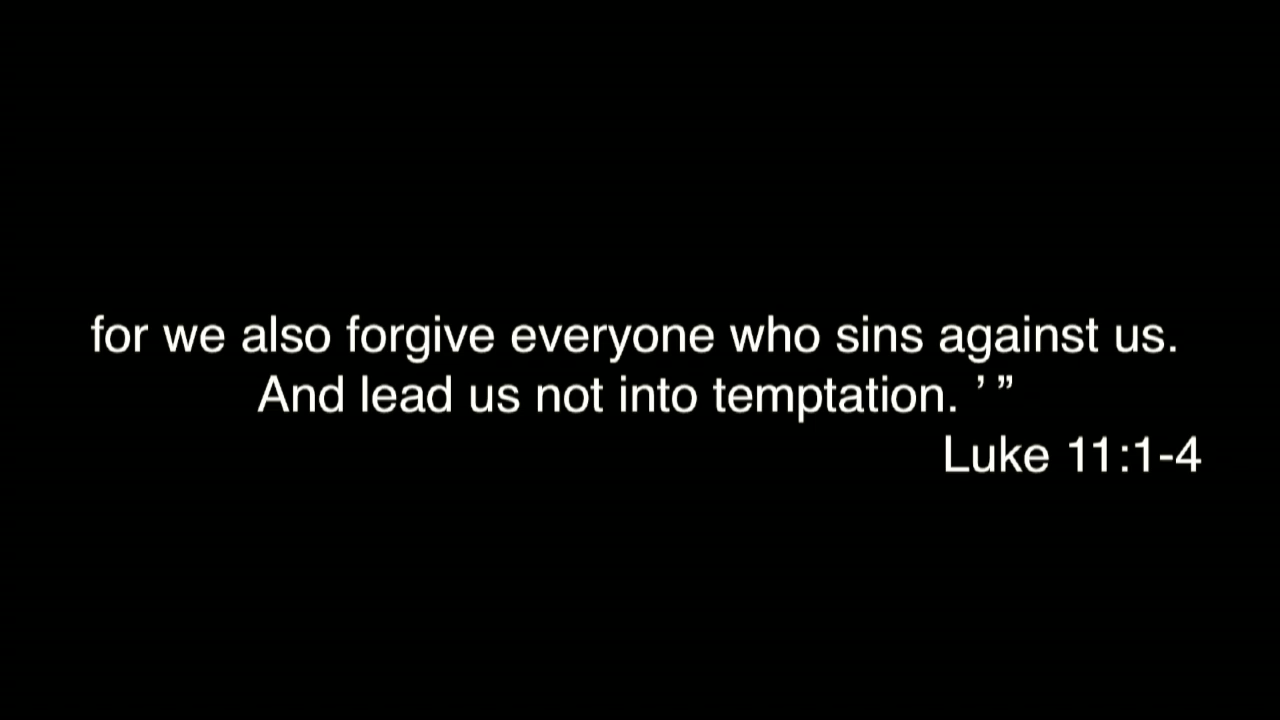 for we also forgive everyone who sins against us.
And lead us not into temptation. ’ ”
Luke 11:1-4